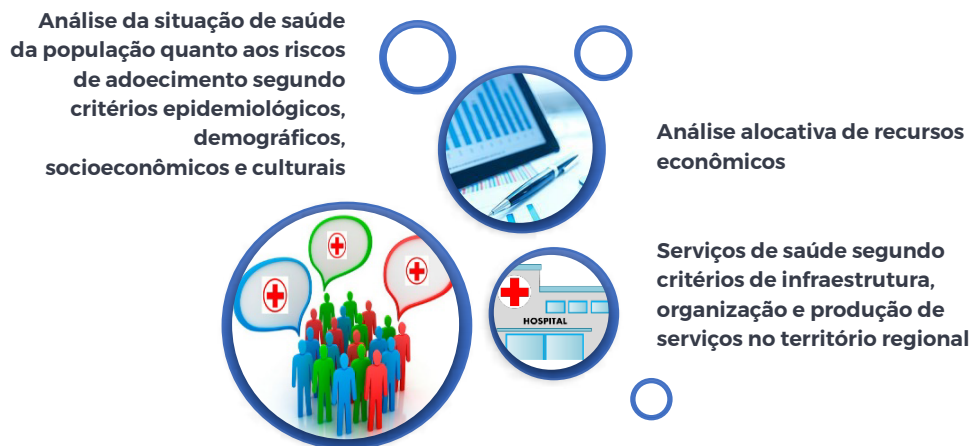 Análise da situação de saúde
da população quanto aos riscos
de adoecimento segundo
critérios epidemiológicos,
demográficos,
socioeconômicos e culturais
Análise alocativa de recursos
econômicos
Serviços de saúde segundo
critérios de infraestrutura,
organização e produção de
serviços no território regional
HOSPITAL